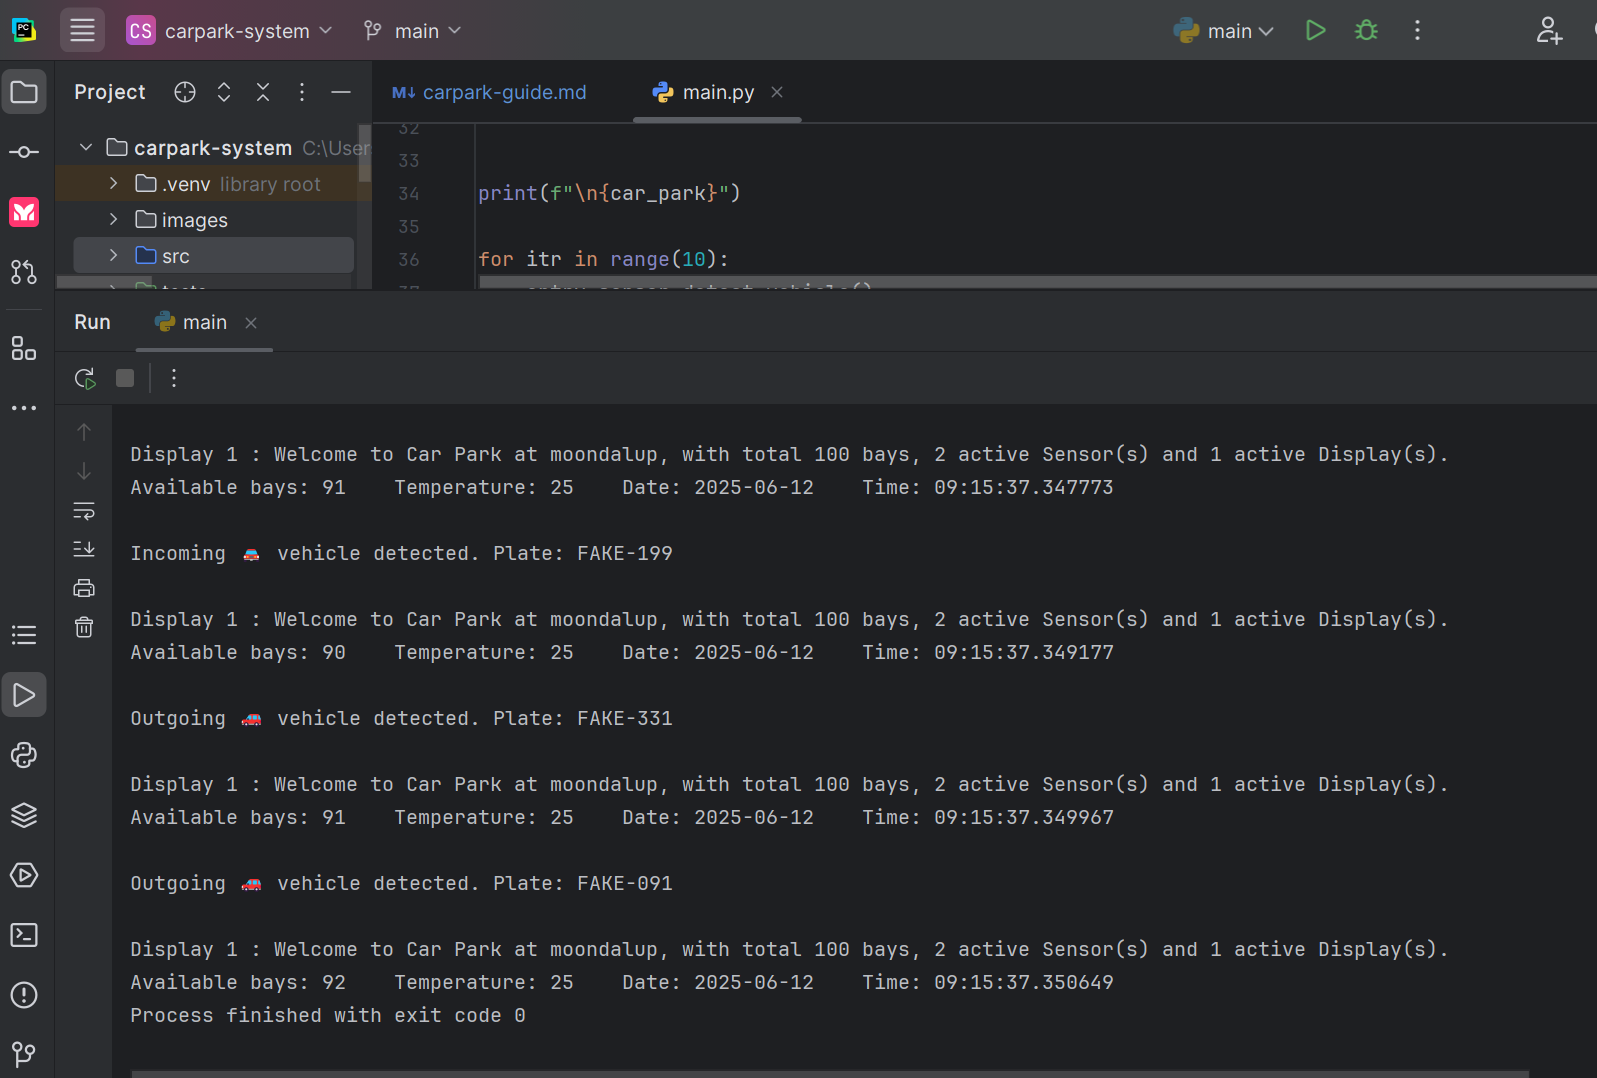 CS carpark-system main main
Project
carpark-guide.md
main.py
carpark-system C:\User
.venv library root
images
src
32
33
34 print(f"\n{car_park}")
35
36 for itr in range(10):
Run main
Display 1 : Welcome to Car Park at moondalup, with total 100 bays, 2 active Sensor(s) and 1 active Display(s).
Available bays: 91 Temperature: 25 Date: 2025-06-12 Time: 09:15:37.347773
Incoming 🚘 vehicle detected. Plate: FAKE-199
Display 1 : Welcome to Car Park at moondalup, with total 100 bays, 2 active Sensor(s) and 1 active Display(s).
Available bays: 90 Temperature: 25 Date: 2025-06-12 Time: 09:15:37.349177
Outgoing 🚗 vehicle detected. Plate: FAKE-331
Display 1 : Welcome to Car Park at moondalup, with total 100 bays, 2 active Sensor(s) and 1 active Display(s).
Available bays: 91 Temperature: 25 Date: 2025-06-12 Time: 09:15:37.349967
Outgoing 🚗 vehicle detected. Plate: FAKE-091
Display 1 : Welcome to Car Park at moondalup, with total 100 bays, 2 active Sensor(s) and 1 active Display(s).
Available bays: 92 Temperature: 25 Date: 2025-06-12 Time: 09:15:37.350649
Process finished with exit code 0